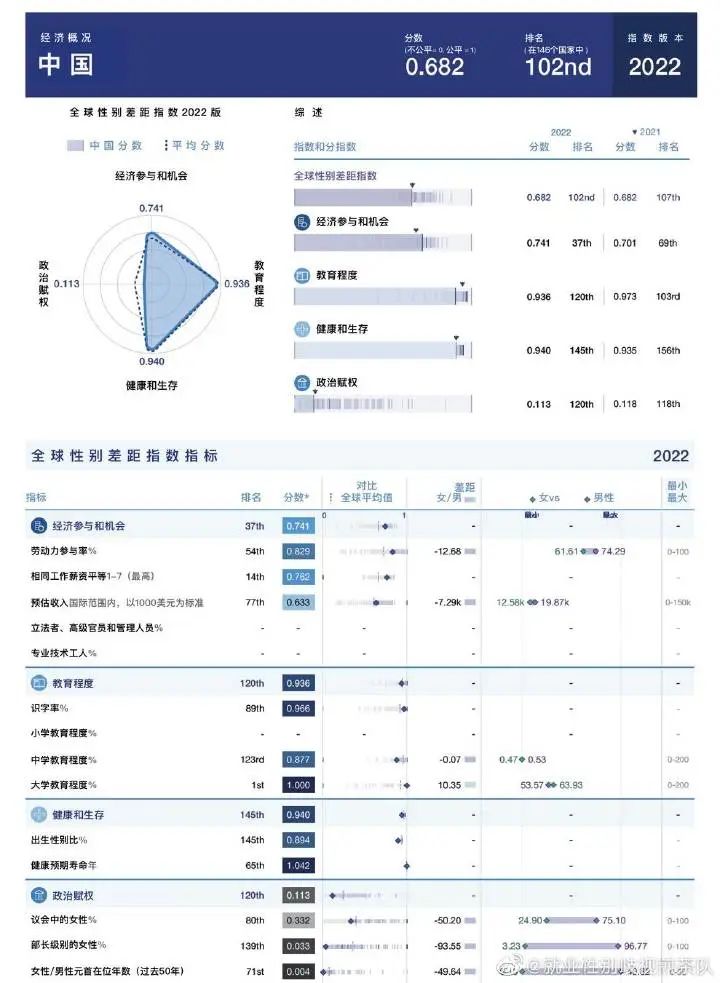 经济概况
中国
分数
(不公平= 0, 公平 = 1)
0.682
排名
(在146个国家中)
102nd
指数版本
2022
全球性别差距指数2022版
中国分数 平均分数
经济参与和机会
0.741
政治赋权
0.113
0.936
教育程度
0.940
健康和生存
综述
2022 ▼2021
指数和分指数 分数 排名 分数 排名
全球性别差距指数
0.682 102nd 0.682 107th
经济参与和机会
0.741 37th 0.701 69th
教育程度
0.936 120th 0.973 103rd
健康和生存
0.940 145th 0.935 156th
政治赋权
0.113 120th 0.118 118th
全球性别差距指数指标 2022
指标 排名 分数* 对比全球平均值 差距女/男 女vs 男性 最小最大
0 1 最小 最大
经济参与和机会 37th 0.741 - - -
劳动力参与率% 54th 0.829 -12.68 61.61 74.29 0-100
相同工作薪资平等1-7（最高） 14th 0.762 - - -
预估收入国际范围内，以1000美元为标准 77th 0.633 -7.29k 12.58k 19.87k 0-150k
立法者、高级官员和管理人员% - - - - - -
专业技术工人% - - - - - -
教育程度 120th 0.936 - - -
识字率% 89th 0.966 - - -
小学教育程度% - - - - - -
中学教育程度% 123rd 0.877 -0.07 0.47 0.53 0-200
大学教育程度% 1st 1.000 10.35 53.57 63.93 0-200
健康和生存 145th 0.940 - - -
出生性别比% 145th 0.894 - - -
健康预期寿命年 65th 1.042 - - -
政治赋权 120th 0.113 - - -
议会中的女性% 80th 0.332 -50.20 24.90 75.10 0-100
部长级别的女性% 139th 0.033 -93.55 3.23 96.77 0-100
女性/男性元首在位年数（过去50年） 71st 0.004 -49.64
@就业性别歧视前茶队